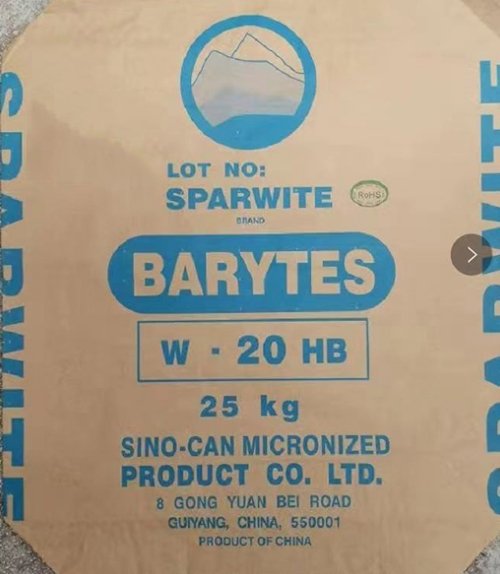 LOT NO:
SPARWITE
RoHS
BRAND
BARYTES
W - 20 HB
25 kg
SINO-CAN MICRONIZED
PRODUCT CO. LTD.
8 GONG YUAN BEI ROAD
GUIYANG, CHINA, 550001
PRODUCT OF CHINA
SPARWITE
SPARWITE